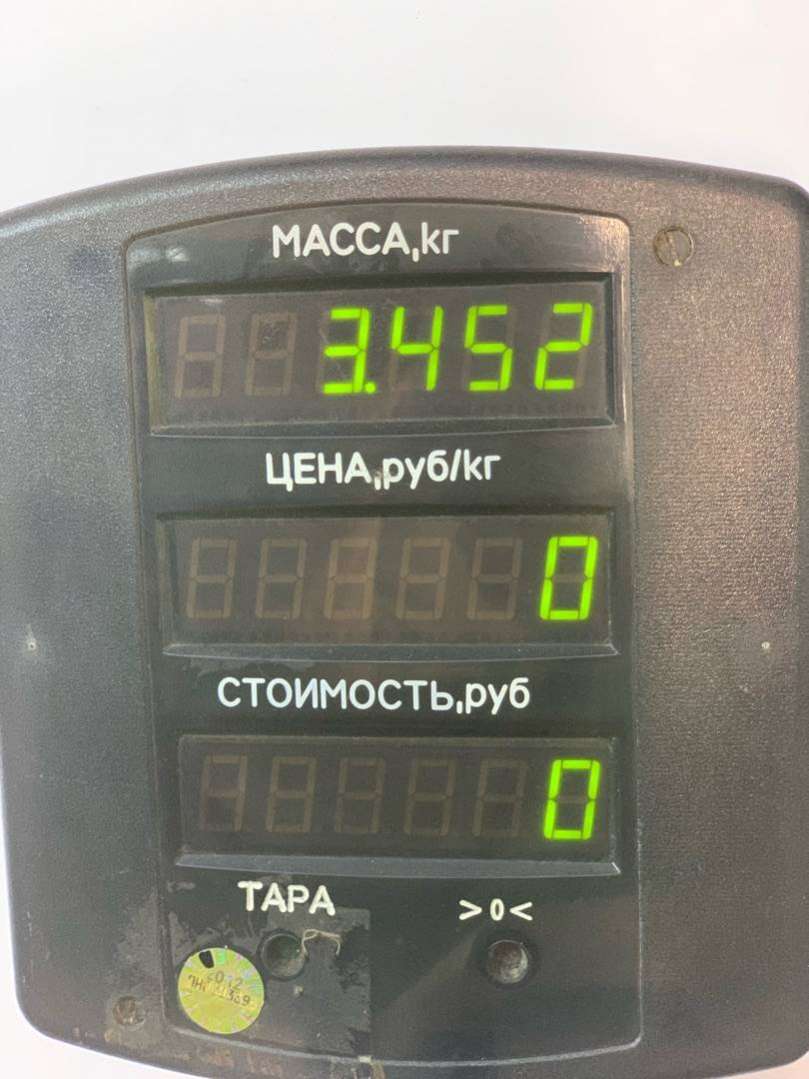 МАССА,кг
3.452
ЦЕНА,руб/кг
0
СТОИМОСТЬ,руб
0
ТАРА >0<